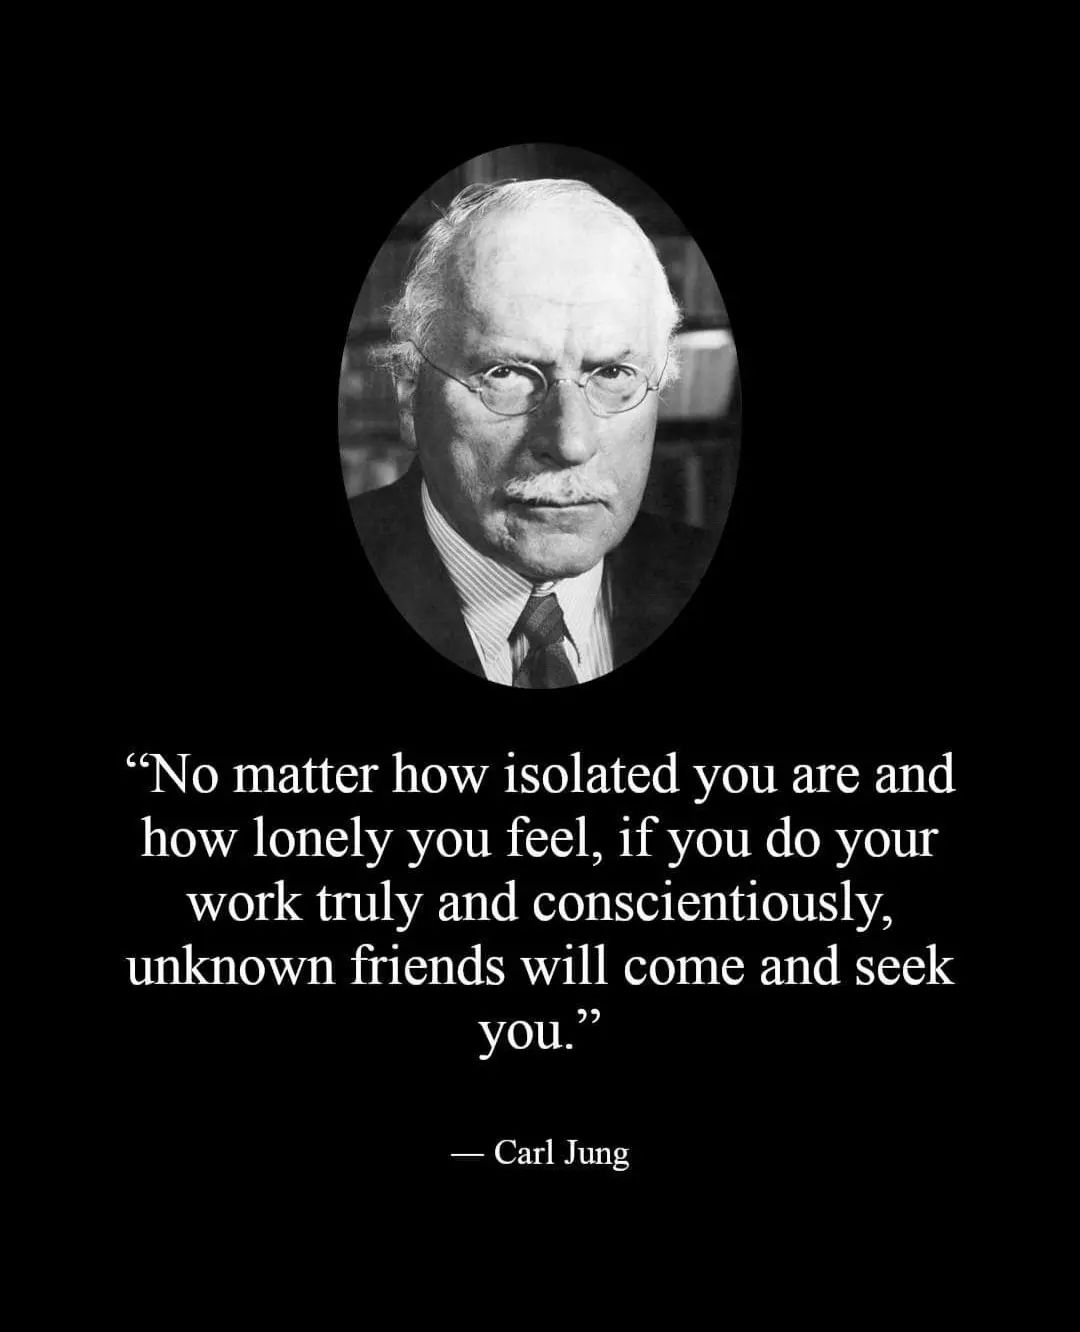 “No matter how isolated you are and
how lonely you feel, if you do your
work truly and conscientiously,
unknown friends will come and seek
you.”
— Carl Jung